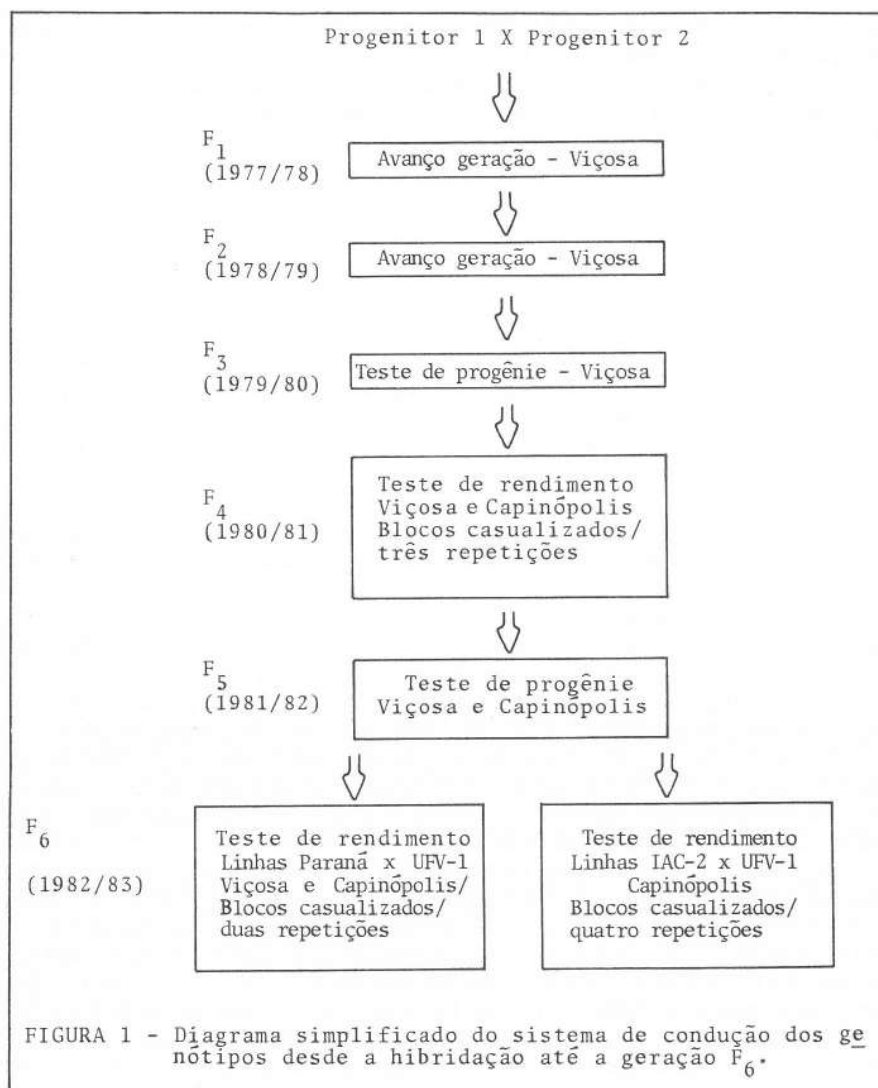 Progenitor 1 X Progenitor 2
F1
(1977/78)
Avanço geração - Viçosa
F2
(1978/79)
Avanço geração - Viçosa
F3
(1979/80)
Teste de progênie - Viçosa
F4
(1980/81)
Teste de rendimento
Viçosa e Capinópolis
Blocos casualizados/
três repetições
F5
(1981/82)
Teste de progênie
Viçosa e Capinópolis
F6
(1982/83)
Teste de rendimento
Linhas Paraná x UFV-1
Viçosa e Capinópolis/
Blocos casualizados/
duas repetições
Teste de rendimento
Linhas IAC-2 x UFV-1
Capinópolis
Blocos casualizados/
quatro repetições
FIGURA 1 - Diagrama simplificado do sistema de condução dos ge
nótipos desde a hibridação até a geração F6.